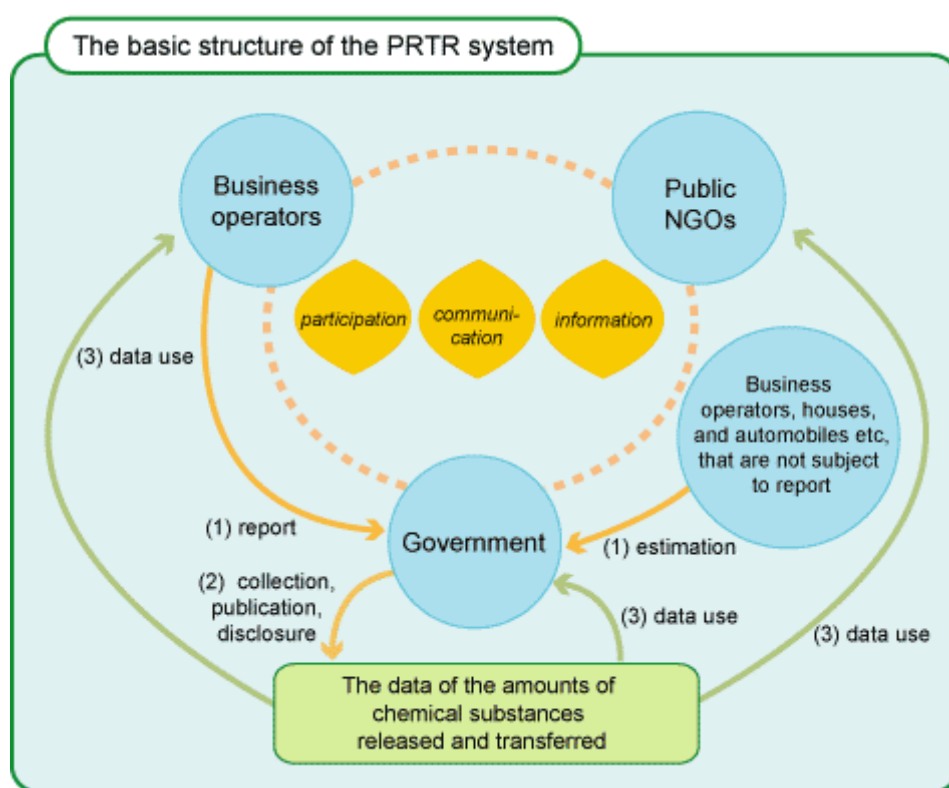 The basic structure of the PRTR system
Business
operators
Public
NGOs
participation
communi-
cation
information
(3) data use
Business
operators, houses,
and automobiles etc,
that are not subject
to report
(1) report
Government
(1) estimation
(2) collection,
publication,
disclosure
(3) data use
(3) data use
The data of the amounts of
chemical substances
released and transferred